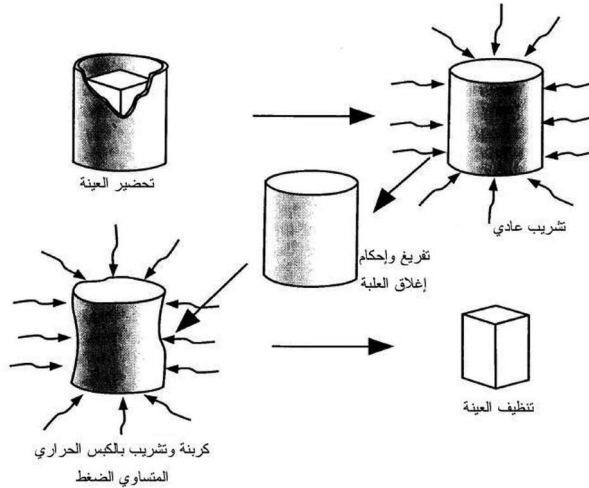 تحضير العينة
تشريب عادي
تفريغ وإحكام
إغلاق العلبة
كربنة وتشريب بالكبس الحراري
المتساوي الضغط
تنظيف العينة